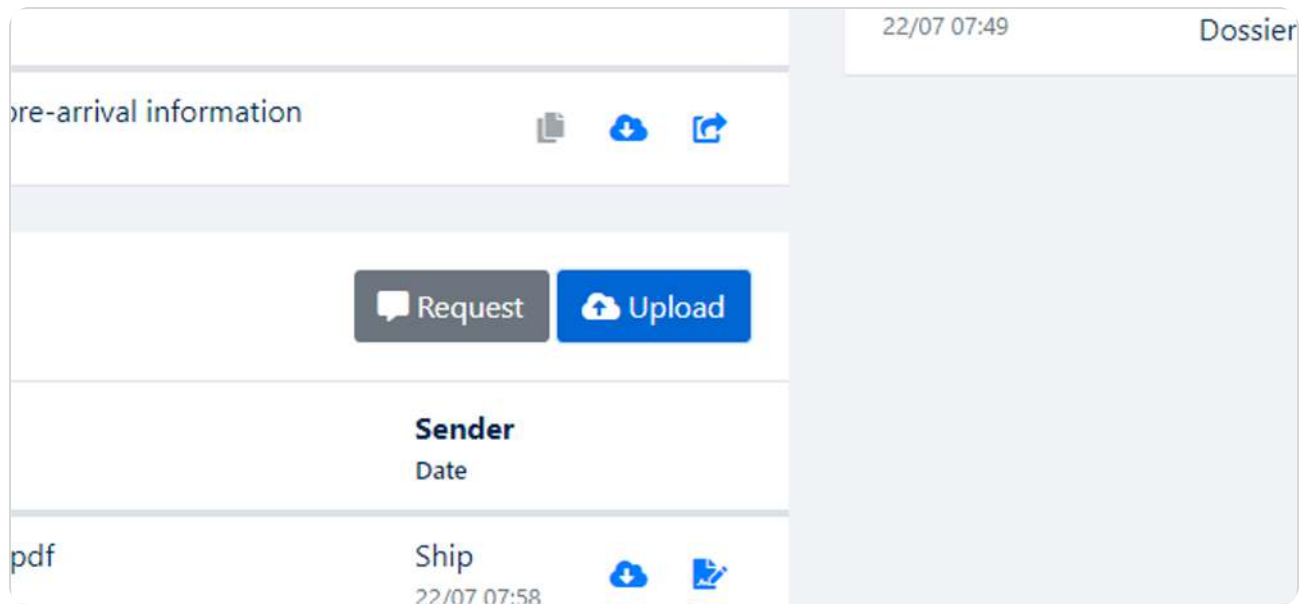 22/07 07:49 Dossier
pre-arrival information
Request Upload
Sender
Date
pdf Ship
22/07 07:58